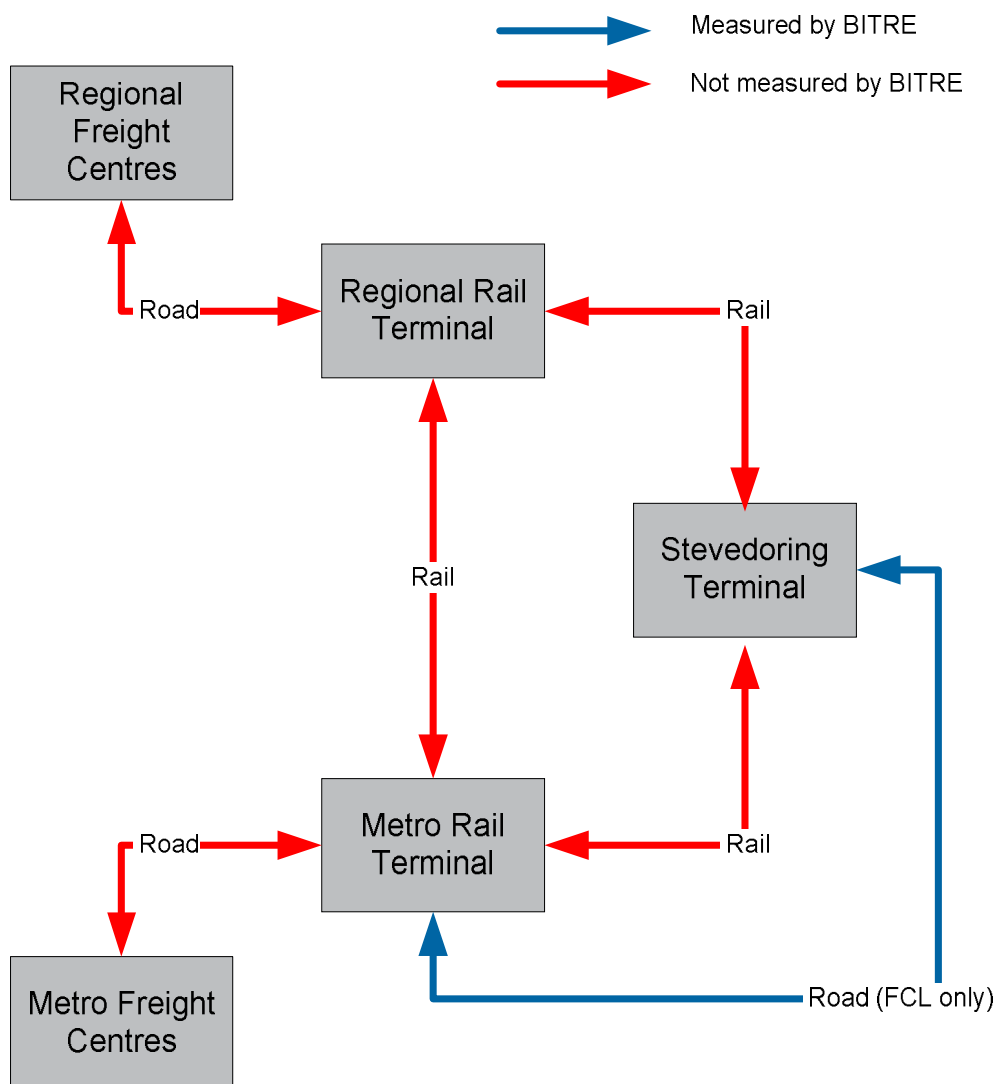 Measured by BITRE
Not measured by BITRE
Regional
Freight
Centres
Regional Rail
Terminal
Road
Rail
Stevedoring
Terminal
Rail
Metro Rail
Terminal
Road
Rail
Metro Freight
Centres
Road (FCL only)